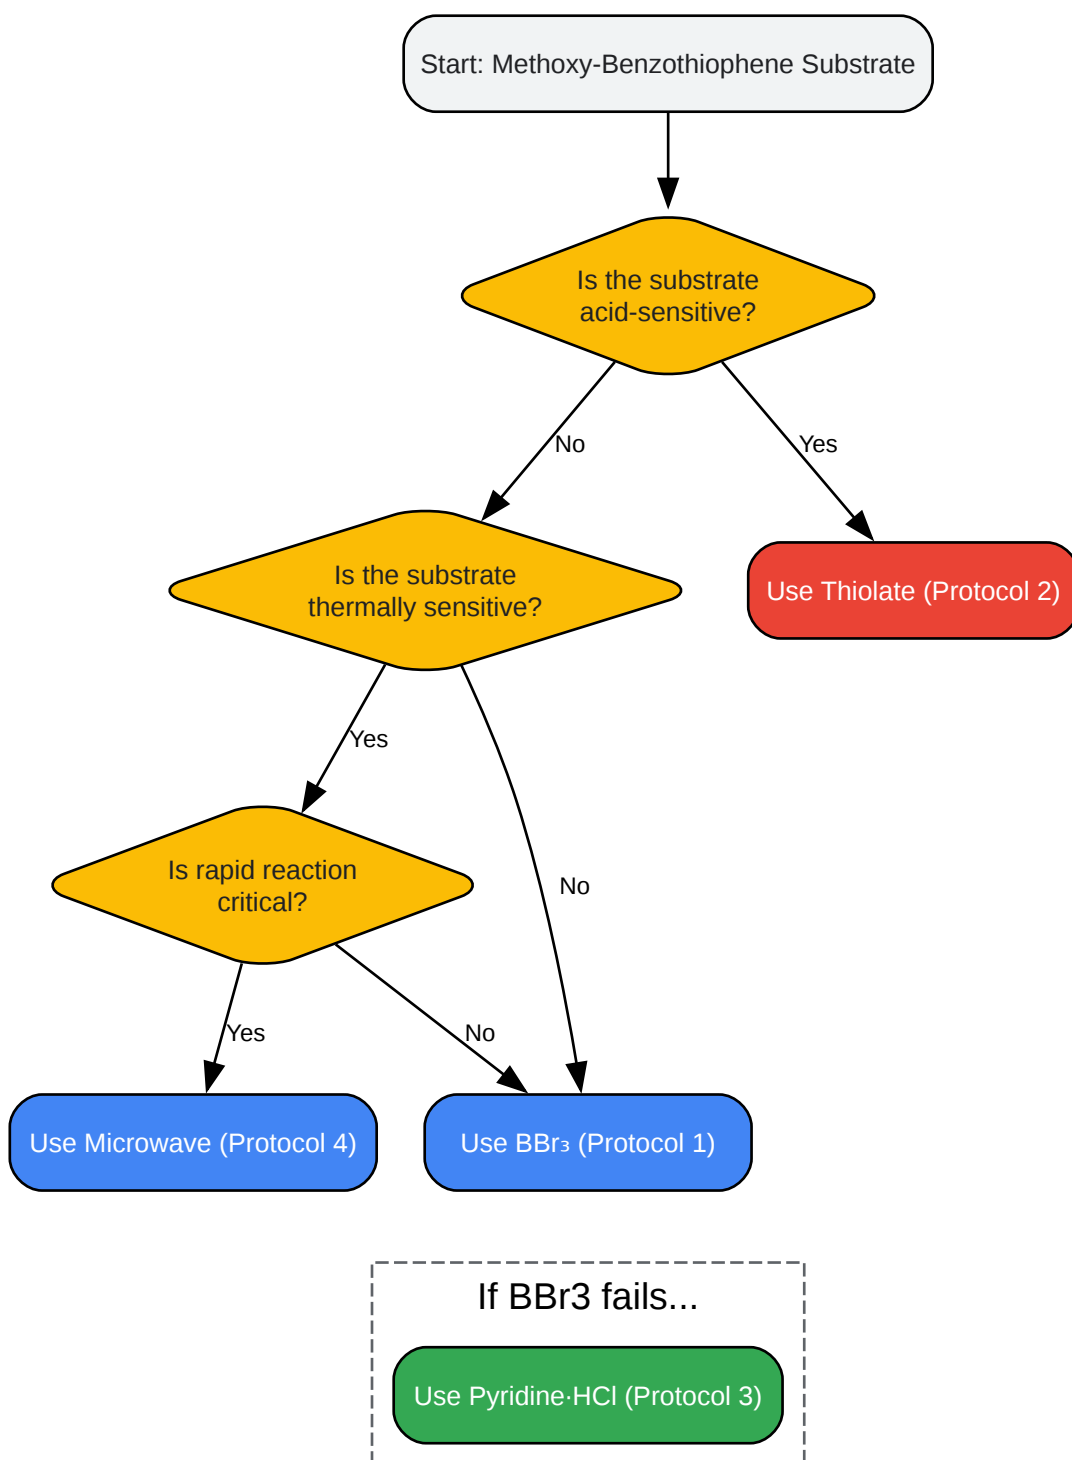 Start: Methoxy-Benzothiophene Substrate
Is the substrate
acid-sensitive?
No
Yes
Is the substrate
thermally sensitive?
Use Thiolate (Protocol 2)
Yes
Is rapid reaction
critical?
No
Yes
No
Use Microwave (Protocol 4)
Use BBr₃ (Protocol 1)
If BBr3 fails...
Use Pyridine·HCl (Protocol 3)